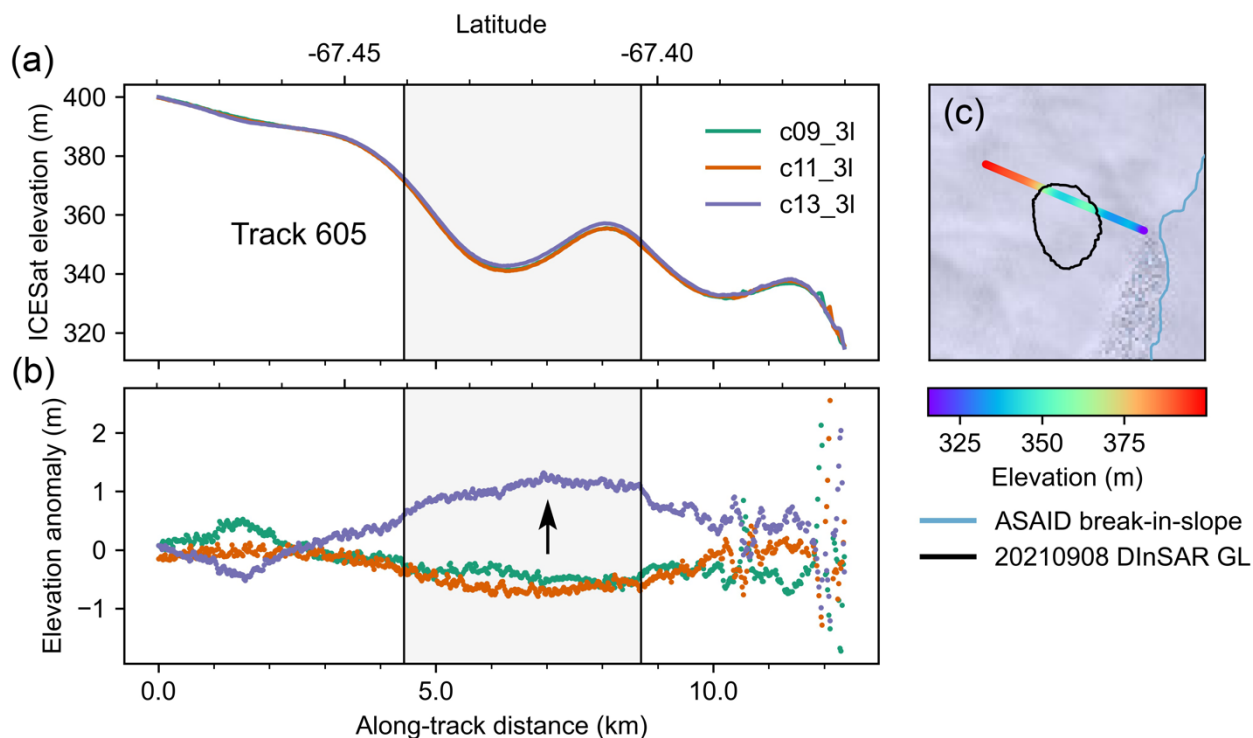 Latitude
-67.45 -67.40
(a)
ICESat elevation (m)
400
380
360
340
320
c09_3l
c11_3l
c13_3l
Track 605
(b)
Elevation anomaly (m)
2
1
0
−1
0.0 5.0 10.0
Along-track distance (km)
(c)
325 350 375
Elevation (m)
ASAID break-in-slope
20210908 DInSAR GL